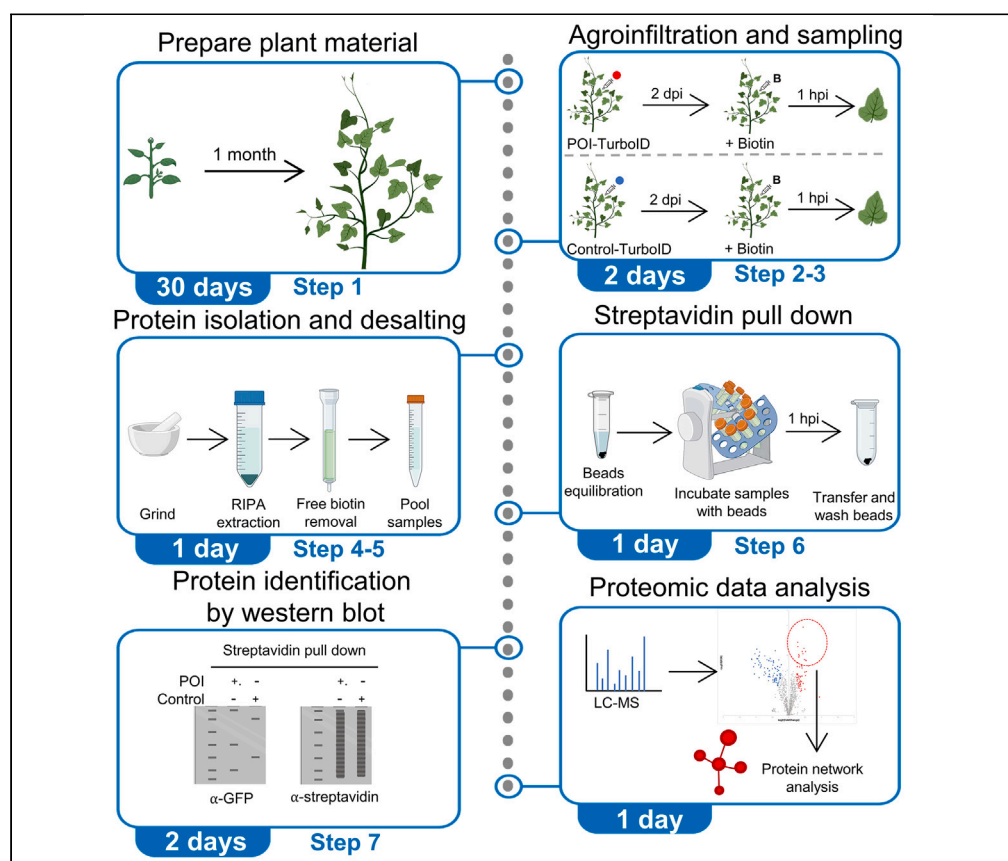 Prepare plant material
1 month
30 days
Step 1
Agroinfiltration and sampling
B
2 dpi
1 hpi
POI-TurboID
+ Biotin
B
2 dpi
1 hpi
Control-TurboID
+ Biotin
2 days
Step 2-3
Protein isolation and desalting
Grind
RIPA
extraction
Free biotin
removal
Pool
samples
1 day
Step 4-5
Streptavidin pull down
1 hpi
Beads
equilibration
Incubate samples
with beads
Transfer and
wash beads
1 day
Step 6
Protein identification
by western blot
Streptavidin pull down
POI +. - +. -
Control - + - +
α-GFP
α-streptavidin
2 days
Step 7
Proteomic data analysis
LC-MS
Protein network
analysis
1 day